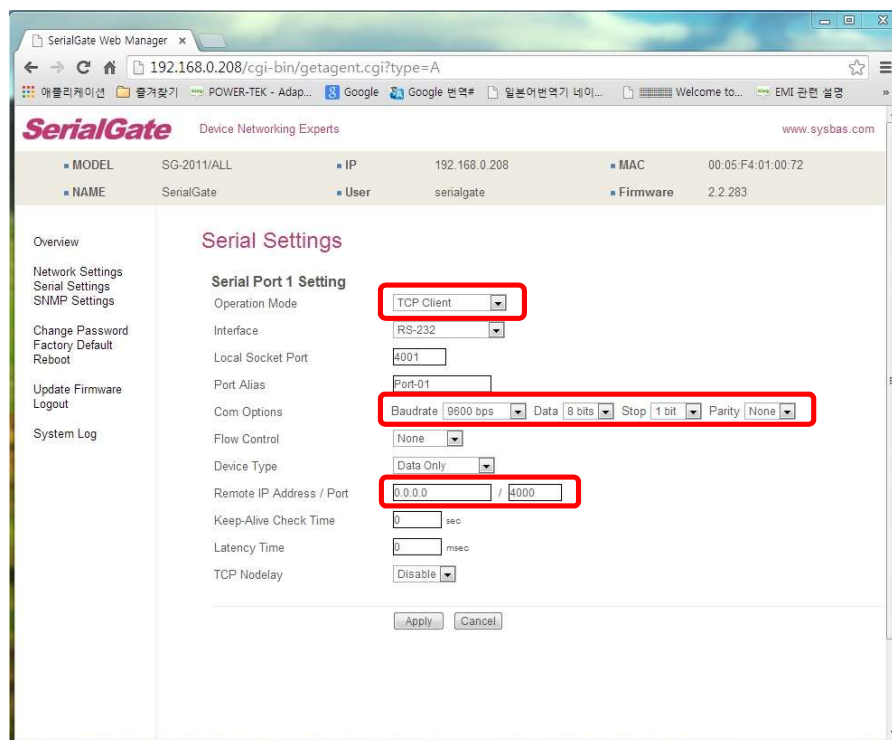 SerialGate Web Manager
192.168.0.208/cgi-bin/getagent.cgi?type=A
애플리케이션 즐겨찾기 POWER-TEK - Adap... Google Google 번역# 일본어번역기 네이... Welcome to... EMI 관련 설명 »
SerialGate Device Networking Experts www.sysbas.com
MODEL SG-2011/ALL IP 192.168.0.208 MAC 00:05:F4:01:00:72
NAME SerialGate User serialgate Firmware 2.2.283
Overview
Network Settings
Serial Settings
SNMP Settings
Change Password
Factory Default
Reboot
Update Firmware
Logout
System Log
Serial Settings
Serial Port 1 Setting
Operation Mode TCP Client
Interface RS-232
Local Socket Port 4001
Port Alias Port-01
Com Options Baudrate 9600 bps Data 8 bits Stop 1 bit Parity None
Flow Control None
Device Type Data Only
Remote IP Address / Port 0.0.0.0 / 4000
Keep-Alive Check Time 0 sec
Latency Time 0 msec
TCP Nodelay Disable
Apply Cancel